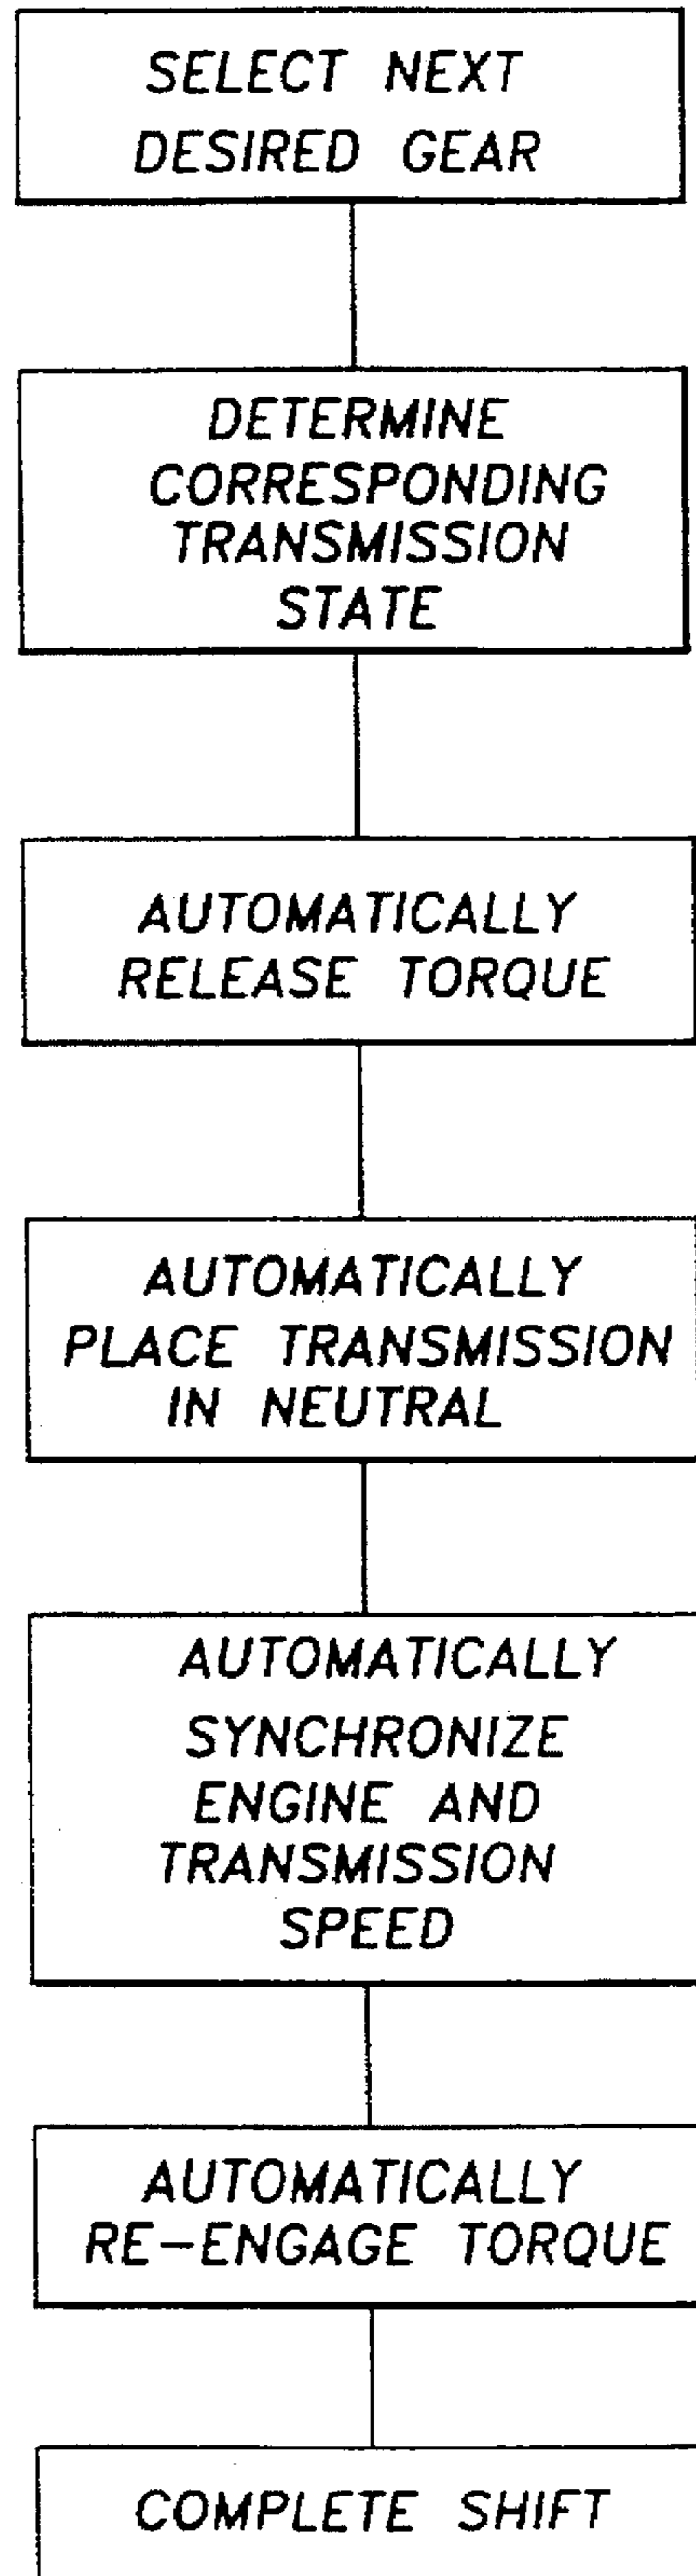 SELECT NEXT
DESIRED GEAR
DETERMINE
CORRESPONDING
TRANSMISSION
STATE
AUTOMATICALLY
RELEASE TORQUE
AUTOMATICALLY
PLACE TRANSMISSION
IN NEUTRAL
AUTOMATICALLY
SYNCHRONIZE
ENGINE AND
TRANSMISSION
SPEED
AUTOMATICALLY
RE-ENGAGE TORQUE
COMPLETE SHIFT